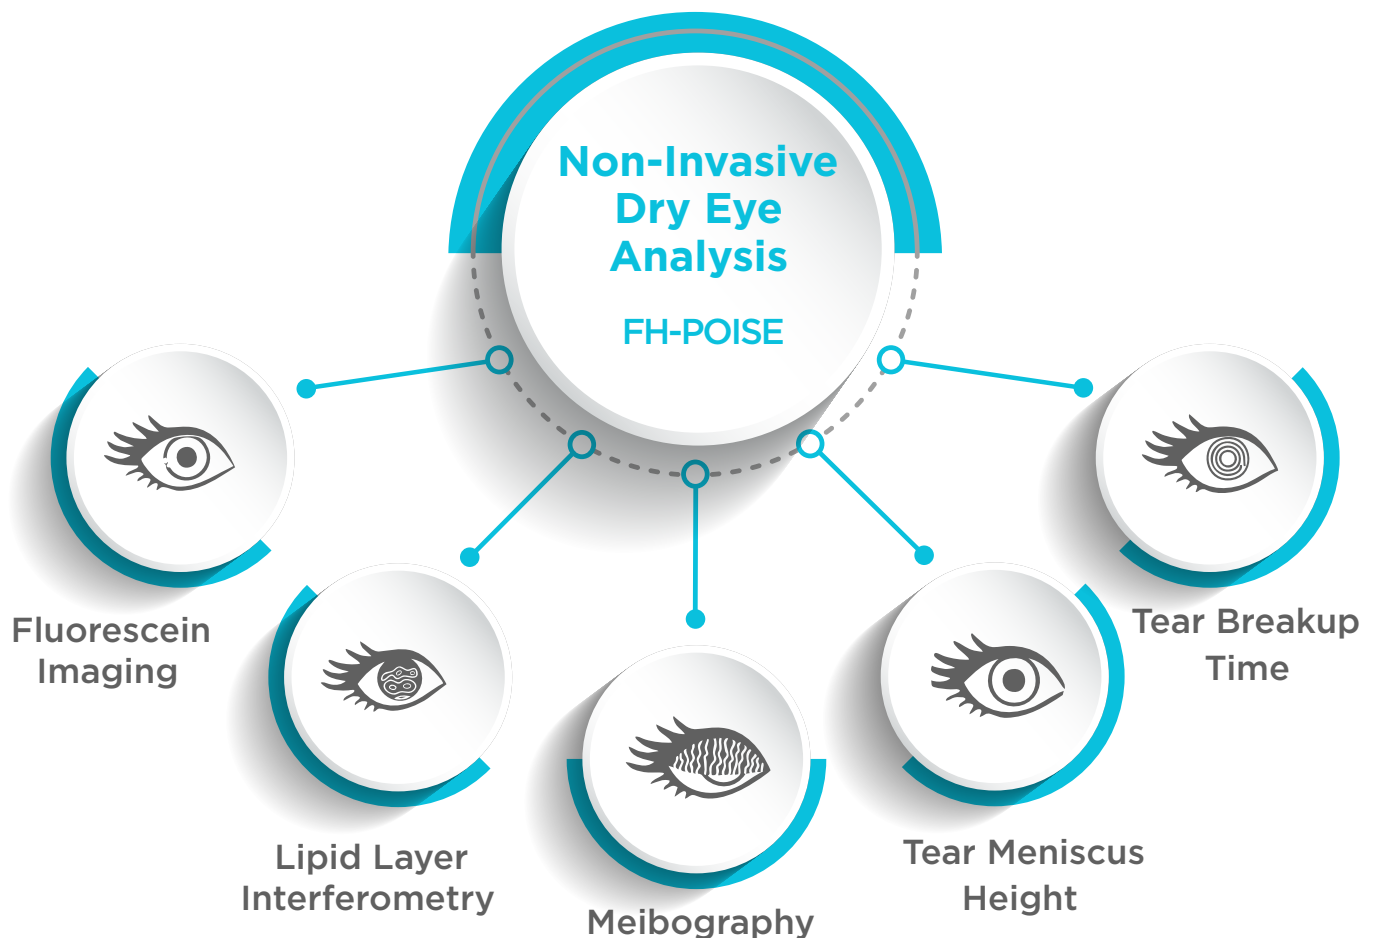 Non-Invasive
Dry Eye
Analysis
FH-POISE
Fluorescein
Imaging
Lipid Layer
Interferometry
Meibography
Tear Meniscus
Height
Tear Breakup
Time